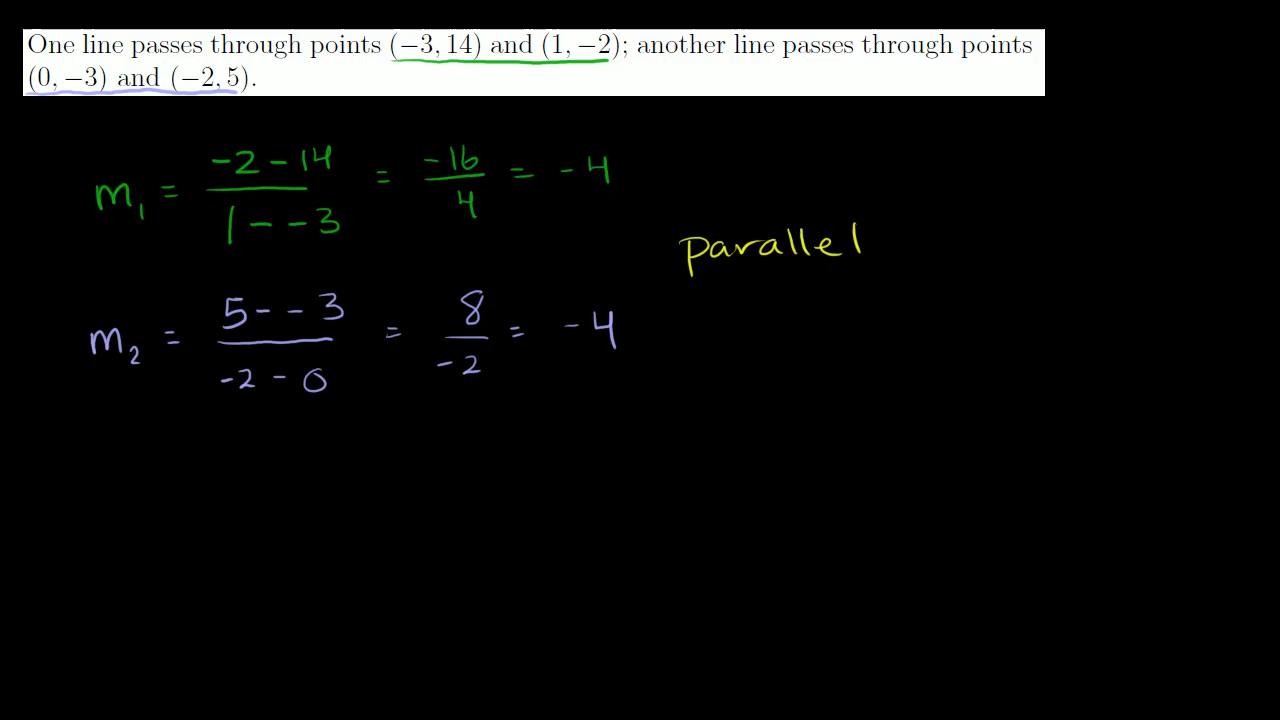 One line passes through points (−3, 14) and (1, −2); another line passes through points
(0, −3) and (−2, 5).
m₁ = (-2 - 14)/(1 - -3) = -16/4 = -4
parallel
m₂ = (5 - -3)/(-2 - 0) = 8/-2 = -4